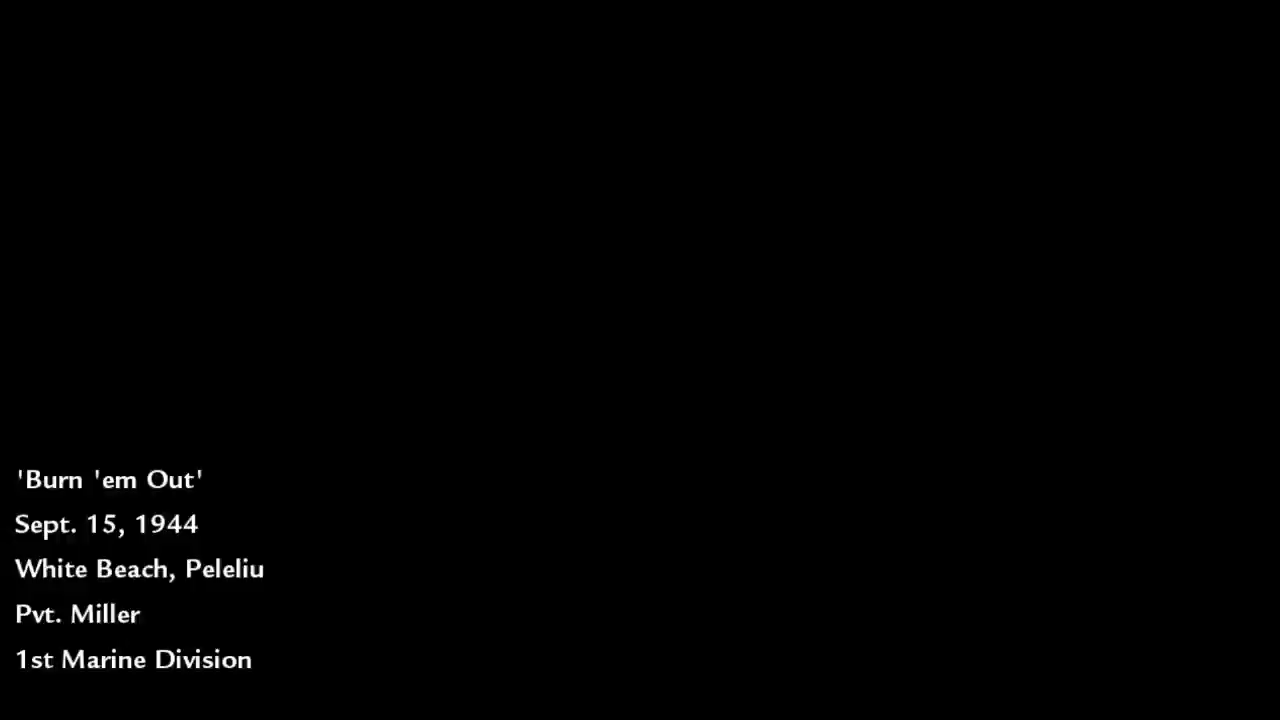 'Burn 'em Out'
Sept. 15, 1944
White Beach, Peleliu
Pvt. Miller
1st Marine Division